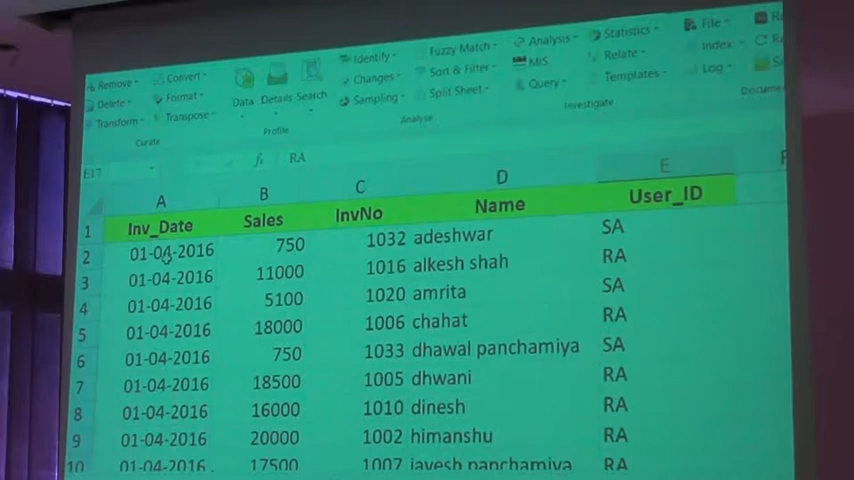 Remove Convert Identify Fuzzy Match Analysis Statistics File
Delete Format Data Details Search Changes Sort & Filter MIS Relate Index
Transform Transpose Sampling Split Sheet Query Templates Log
Curate Profile Analyse Investigate
E17 fx RA
A B C D E
1 Inv_Date Sales InvNo Name User_ID
2 01-04-2016 750 1032 adeshwar SA
3 01-04-2016 11000 1016 alkesh shah RA
4 01-04-2016 5100 1020 amrita SA
5 01-04-2016 18000 1006 chahat RA
6 01-04-2016 750 1033 dhawal panchamiya SA
7 01-04-2016 18500 1005 dhwani RA
8 01-04-2016 16000 1010 dinesh RA
9 01-04-2016 20000 1002 himanshu RA
10 01-04-2016 17500 1007 jayesh panchamiya RA